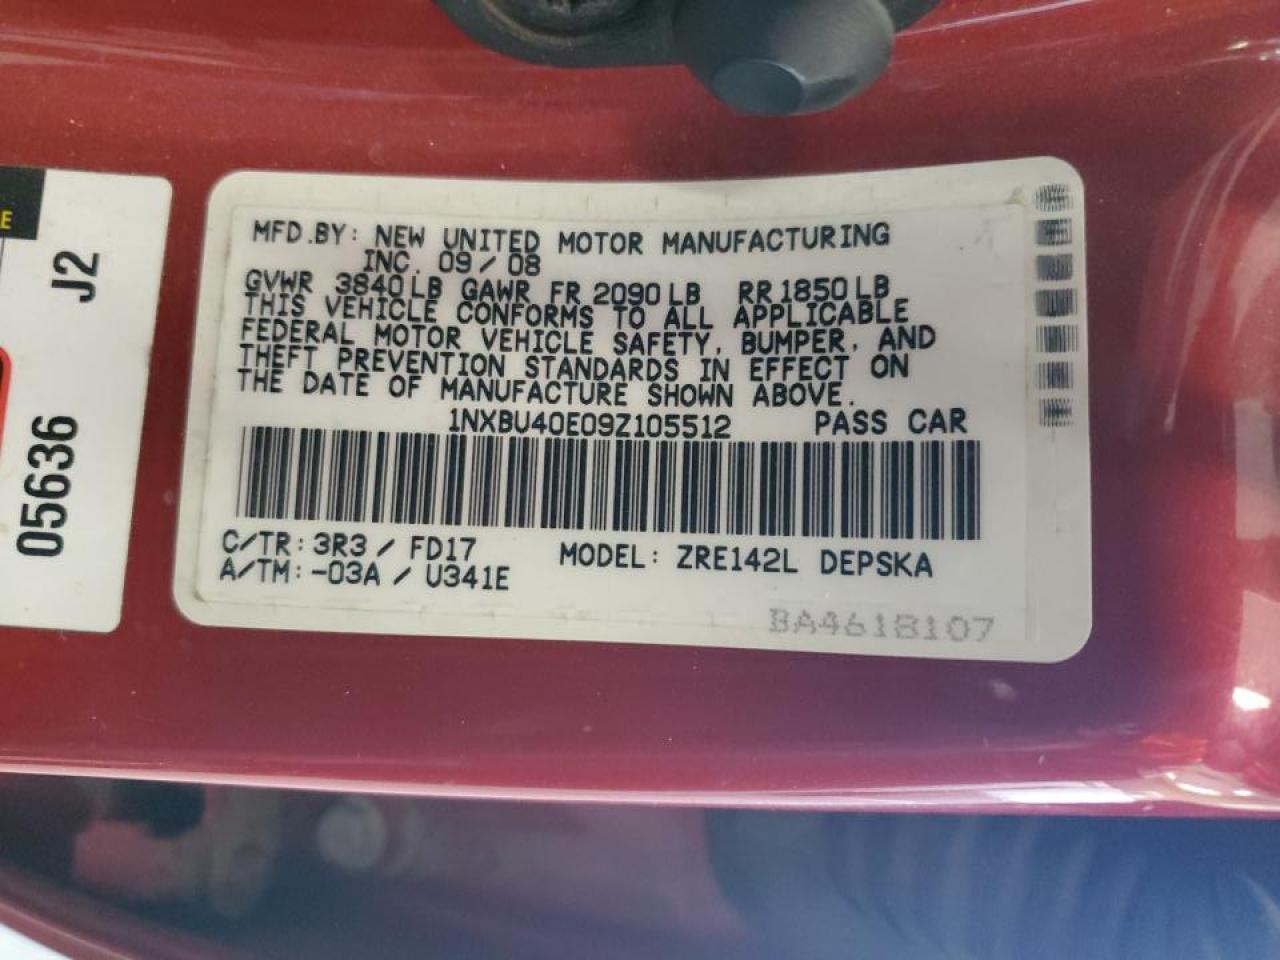 MFD.BY: NEW UNITED MOTOR MANUFACTURING
INC. 09/08
GVWR 3840LB GAWR FR 2090LB RR1850LB
THIS VEHICLE CONFORMS TO ALL APPLICABLE
FEDERAL MOTOR VEHICLE SAFETY, BUMPER, AND
THEFT PREVENTION STANDARDS IN EFFECT ON
THE DATE OF MANUFACTURE SHOWN ABOVE.
1NXBU40E09Z105512 PASS CAR
C/TR: 3R3 / FD17 MODEL: ZRE142L DEPSKA
A/TM: -03A / U341E
BA4618107
E
J2
05636